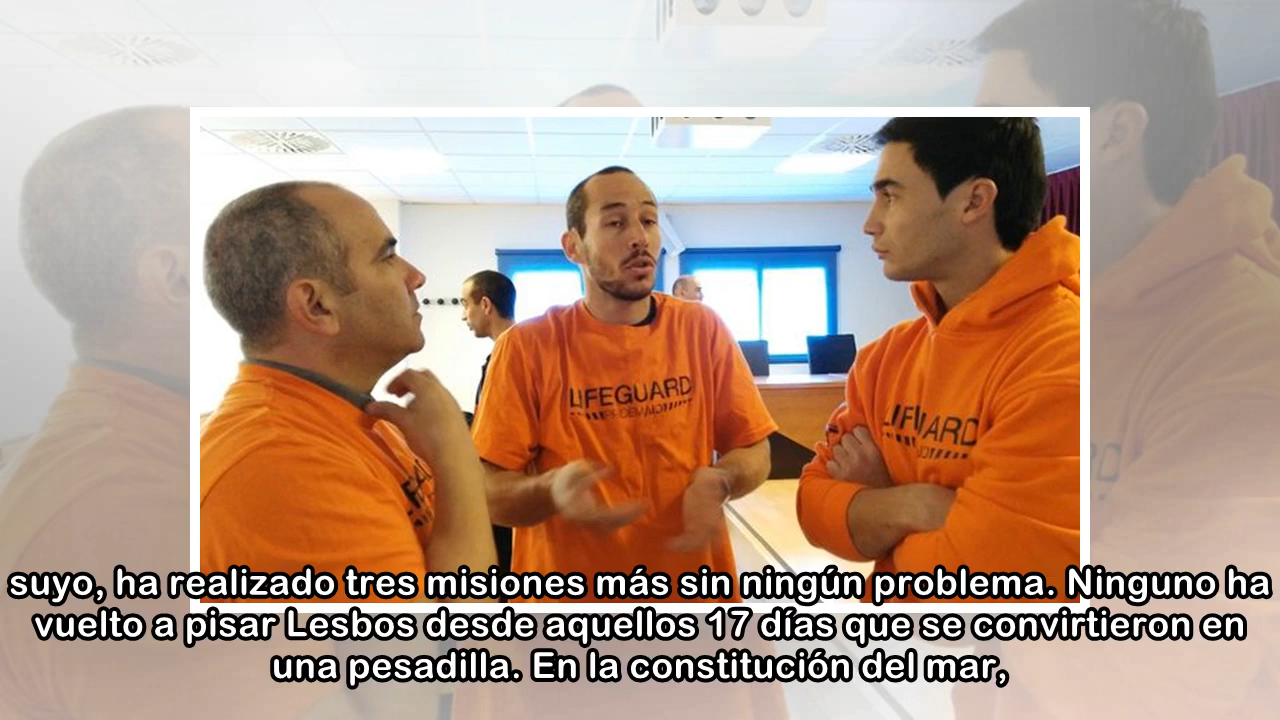 LIFEGUARD
suyo, ha realizado tres misiones más sin ningún problema. Ninguno ha
vuelto a pisar Lesbos desde aquellos 17 días que se convirtieron en
una pesadilla. En la constitución del mar,